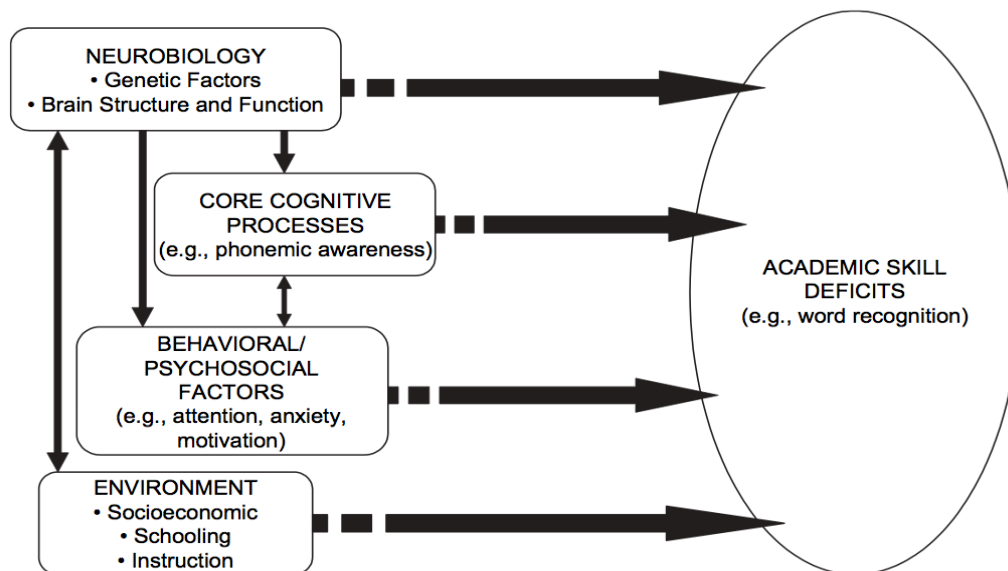 NEUROBIOLOGY
• Genetic Factors
• Brain Structure and Function
CORE COGNITIVE
PROCESSES
(e.g., phonemic awareness)
ACADEMIC SKILL
DEFICITS
(e.g., word recognition)
BEHAVIORAL/
PSYCHOSOCIAL
FACTORS
(e.g., attention, anxiety,
motivation)
ENVIRONMENT
• Socioeconomic
• Schooling
• Instruction